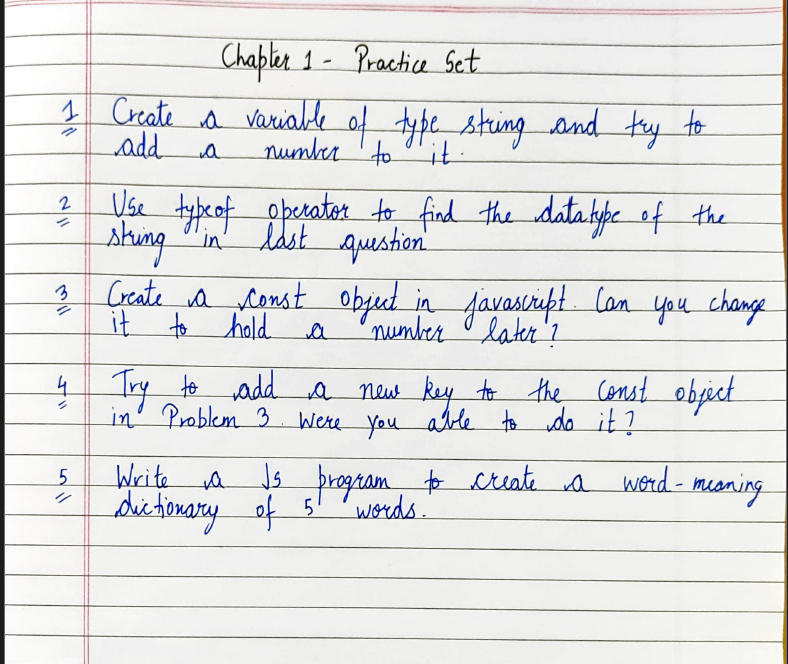 Chapter 1 - Practice Set
1 Create a variable of type string and try to
add a number to it.
2 Use typeof operator to find the datatype of the
string in last question
3 Create a const object in javascript. Can you change
it to hold a number later?
4 Try to add a new key to the const object
in Problem 3. Were you able to do it?
5 Write a Js program to create a word-meaning
dictionary of 5 words.